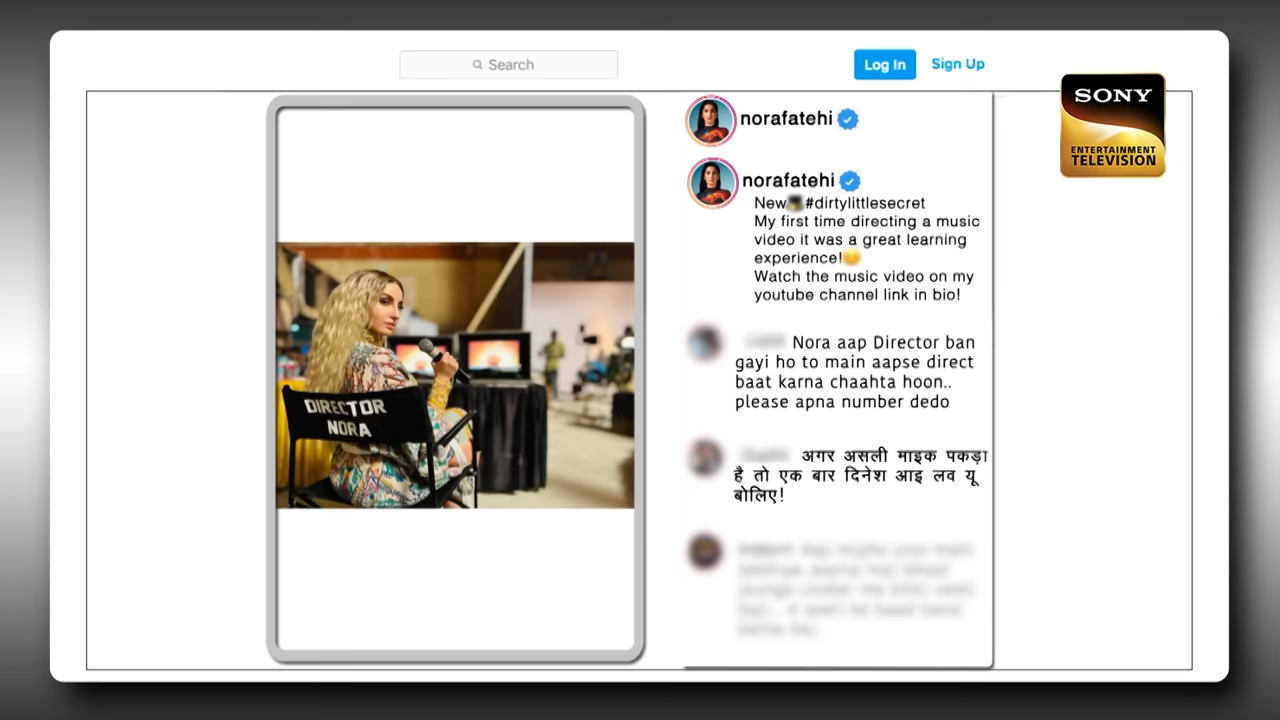 Search
Log In
Sign Up
SONY
ENTERTAINMENT
TELEVISION
norafatehi
norafatehi
New #dirtylittlesecret
My first time directing a music
video it was a great learning
experience!
Watch the music video on my
youtube channel link in bio!
DIRECTOR
NORA
Nora aap Director ban
gayi ho to main aapse direct
baat karna chaahta hoon..
please apna number dedo
अगर असली माइक पकड़ा
है तो एक बार दिनेश आइ लव यू
बोलिए!